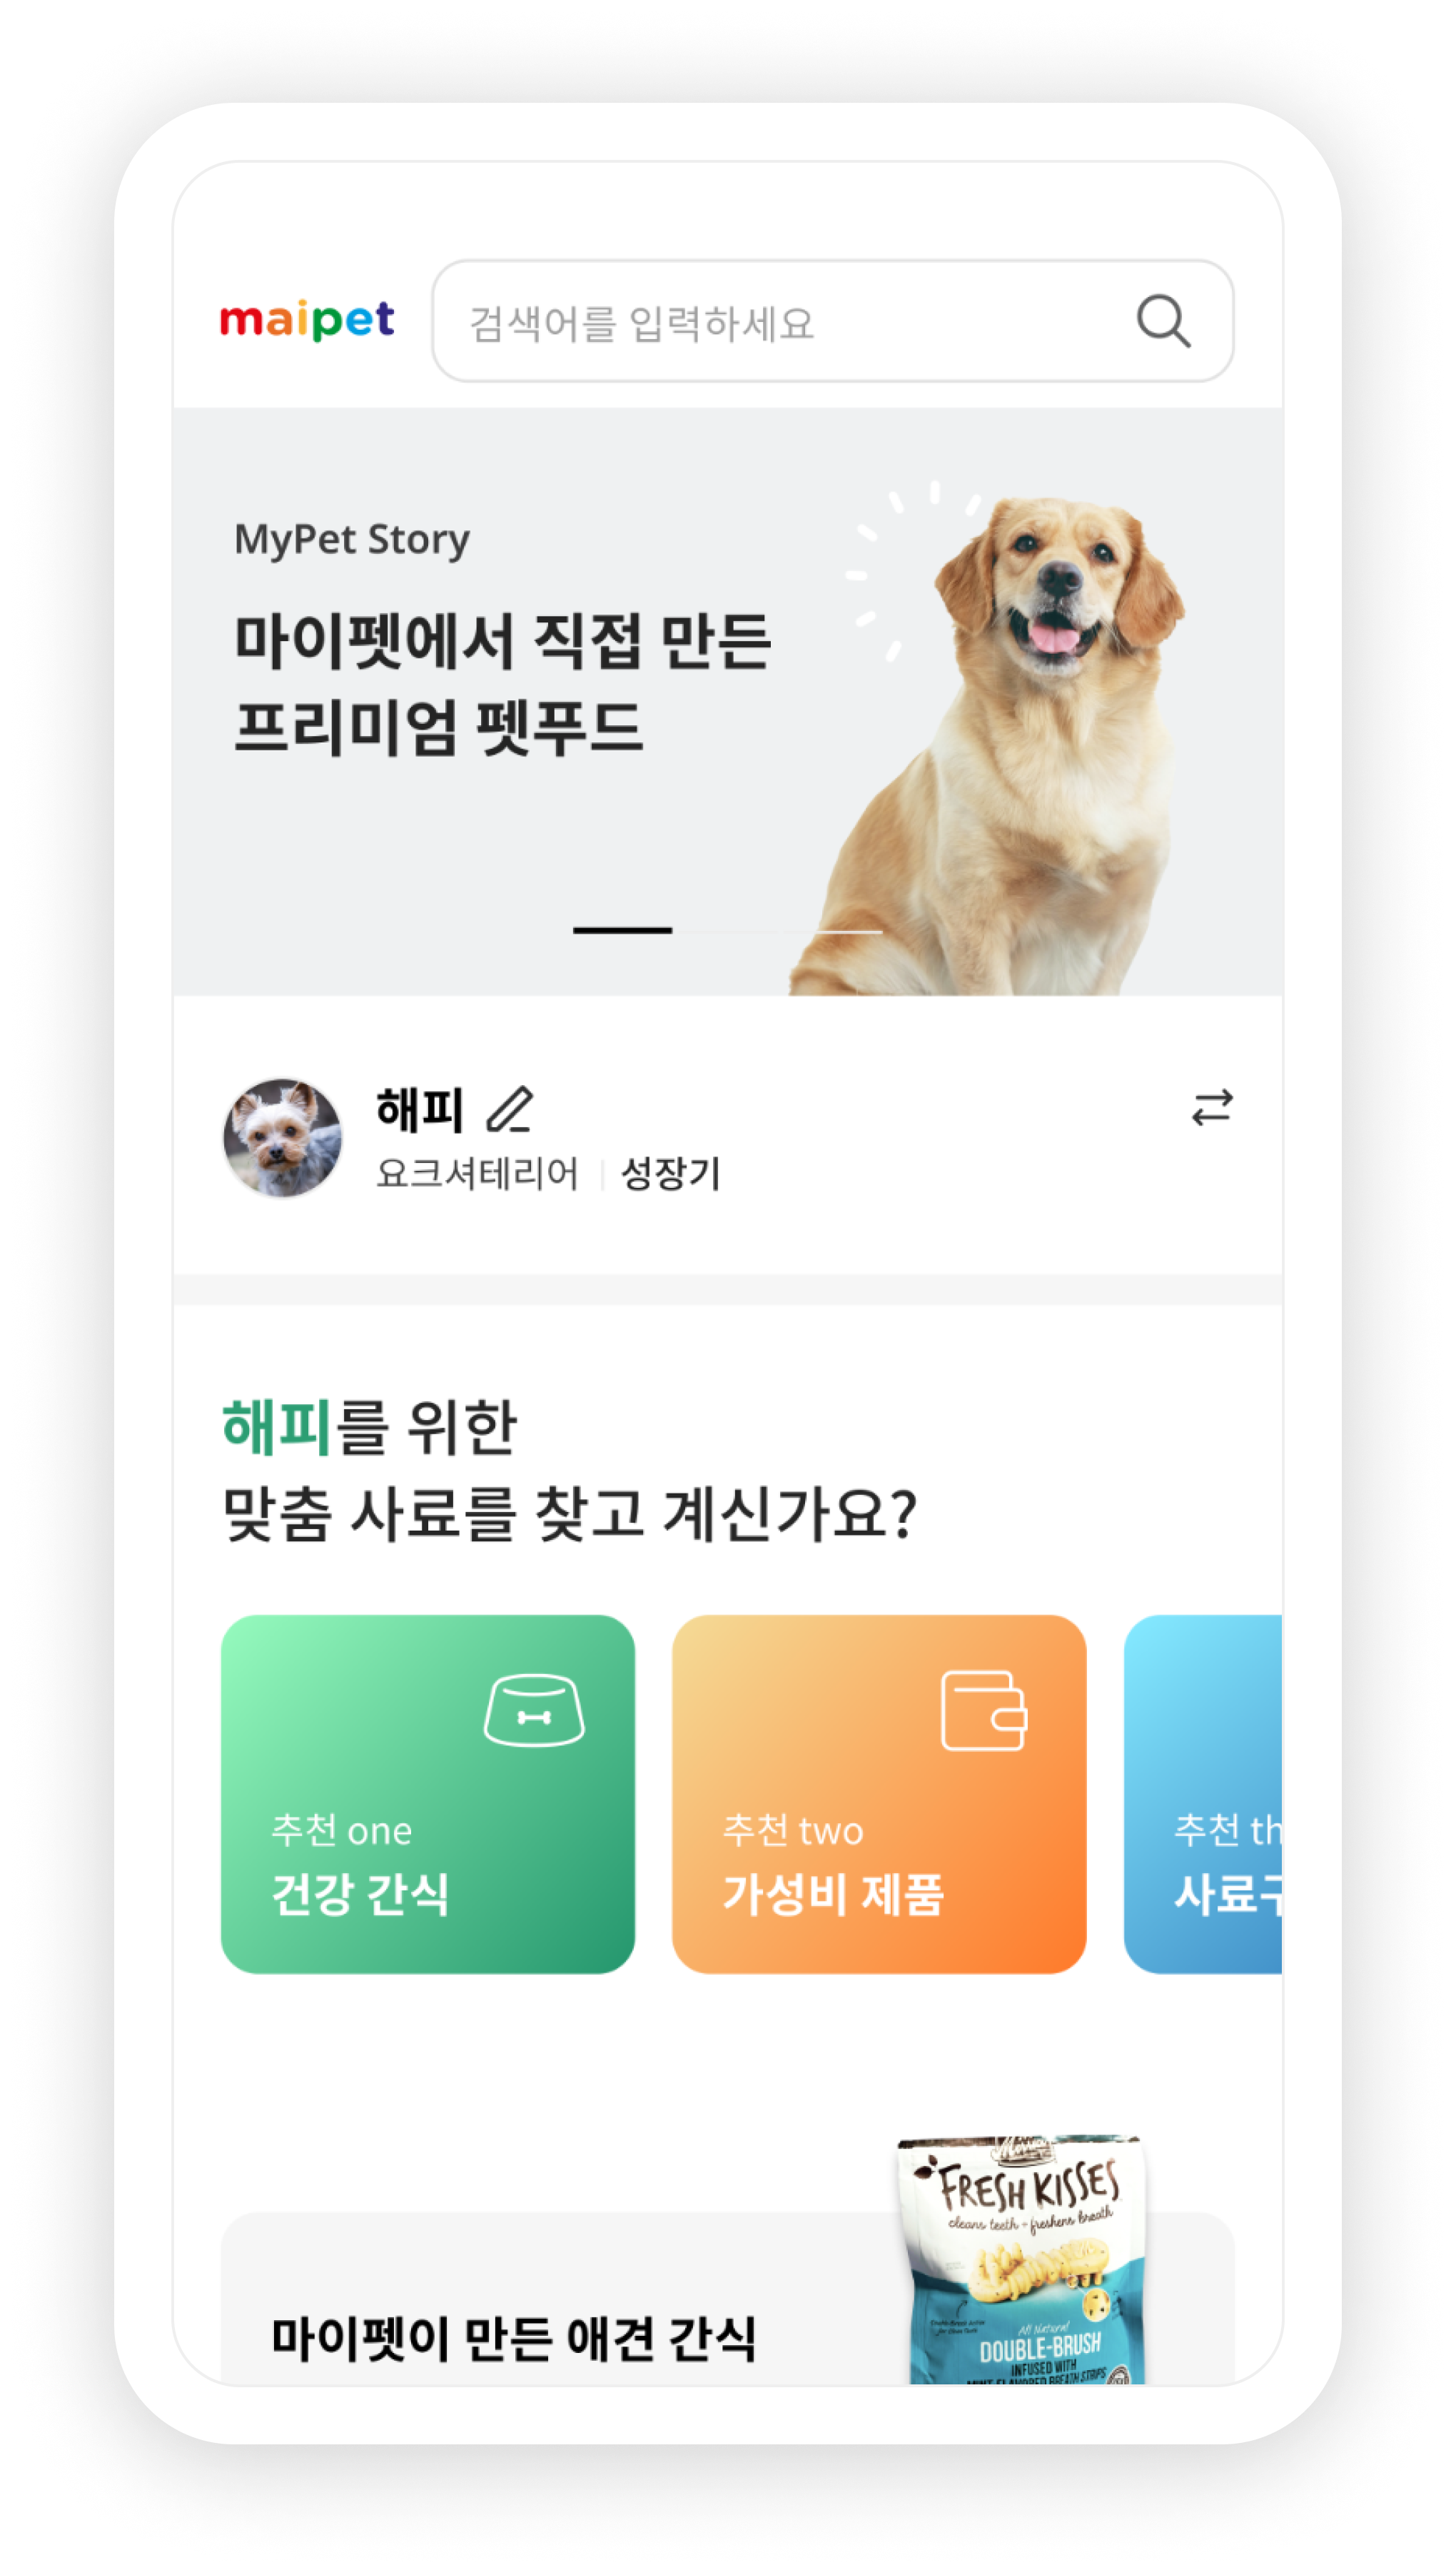 maipet
검색어를 입력하세요
MyPet Story
마이펫에서 직접 만든
프리미엄 펫푸드
해피
요크셔테리어 성장기
해피를 위한
맞춤 사료를 찾고 계신가요?
추천 one
건강 간식
추천 two
가성비 제품
추천 th
사료구
FRESH KISSES
cleans teeth + freshens breath
마이펫이 만든 애견 간식
All Natural
DOUBLE-BRUSH
INFUSED WITH
MINT-FLAVORED BREATH STRIPS